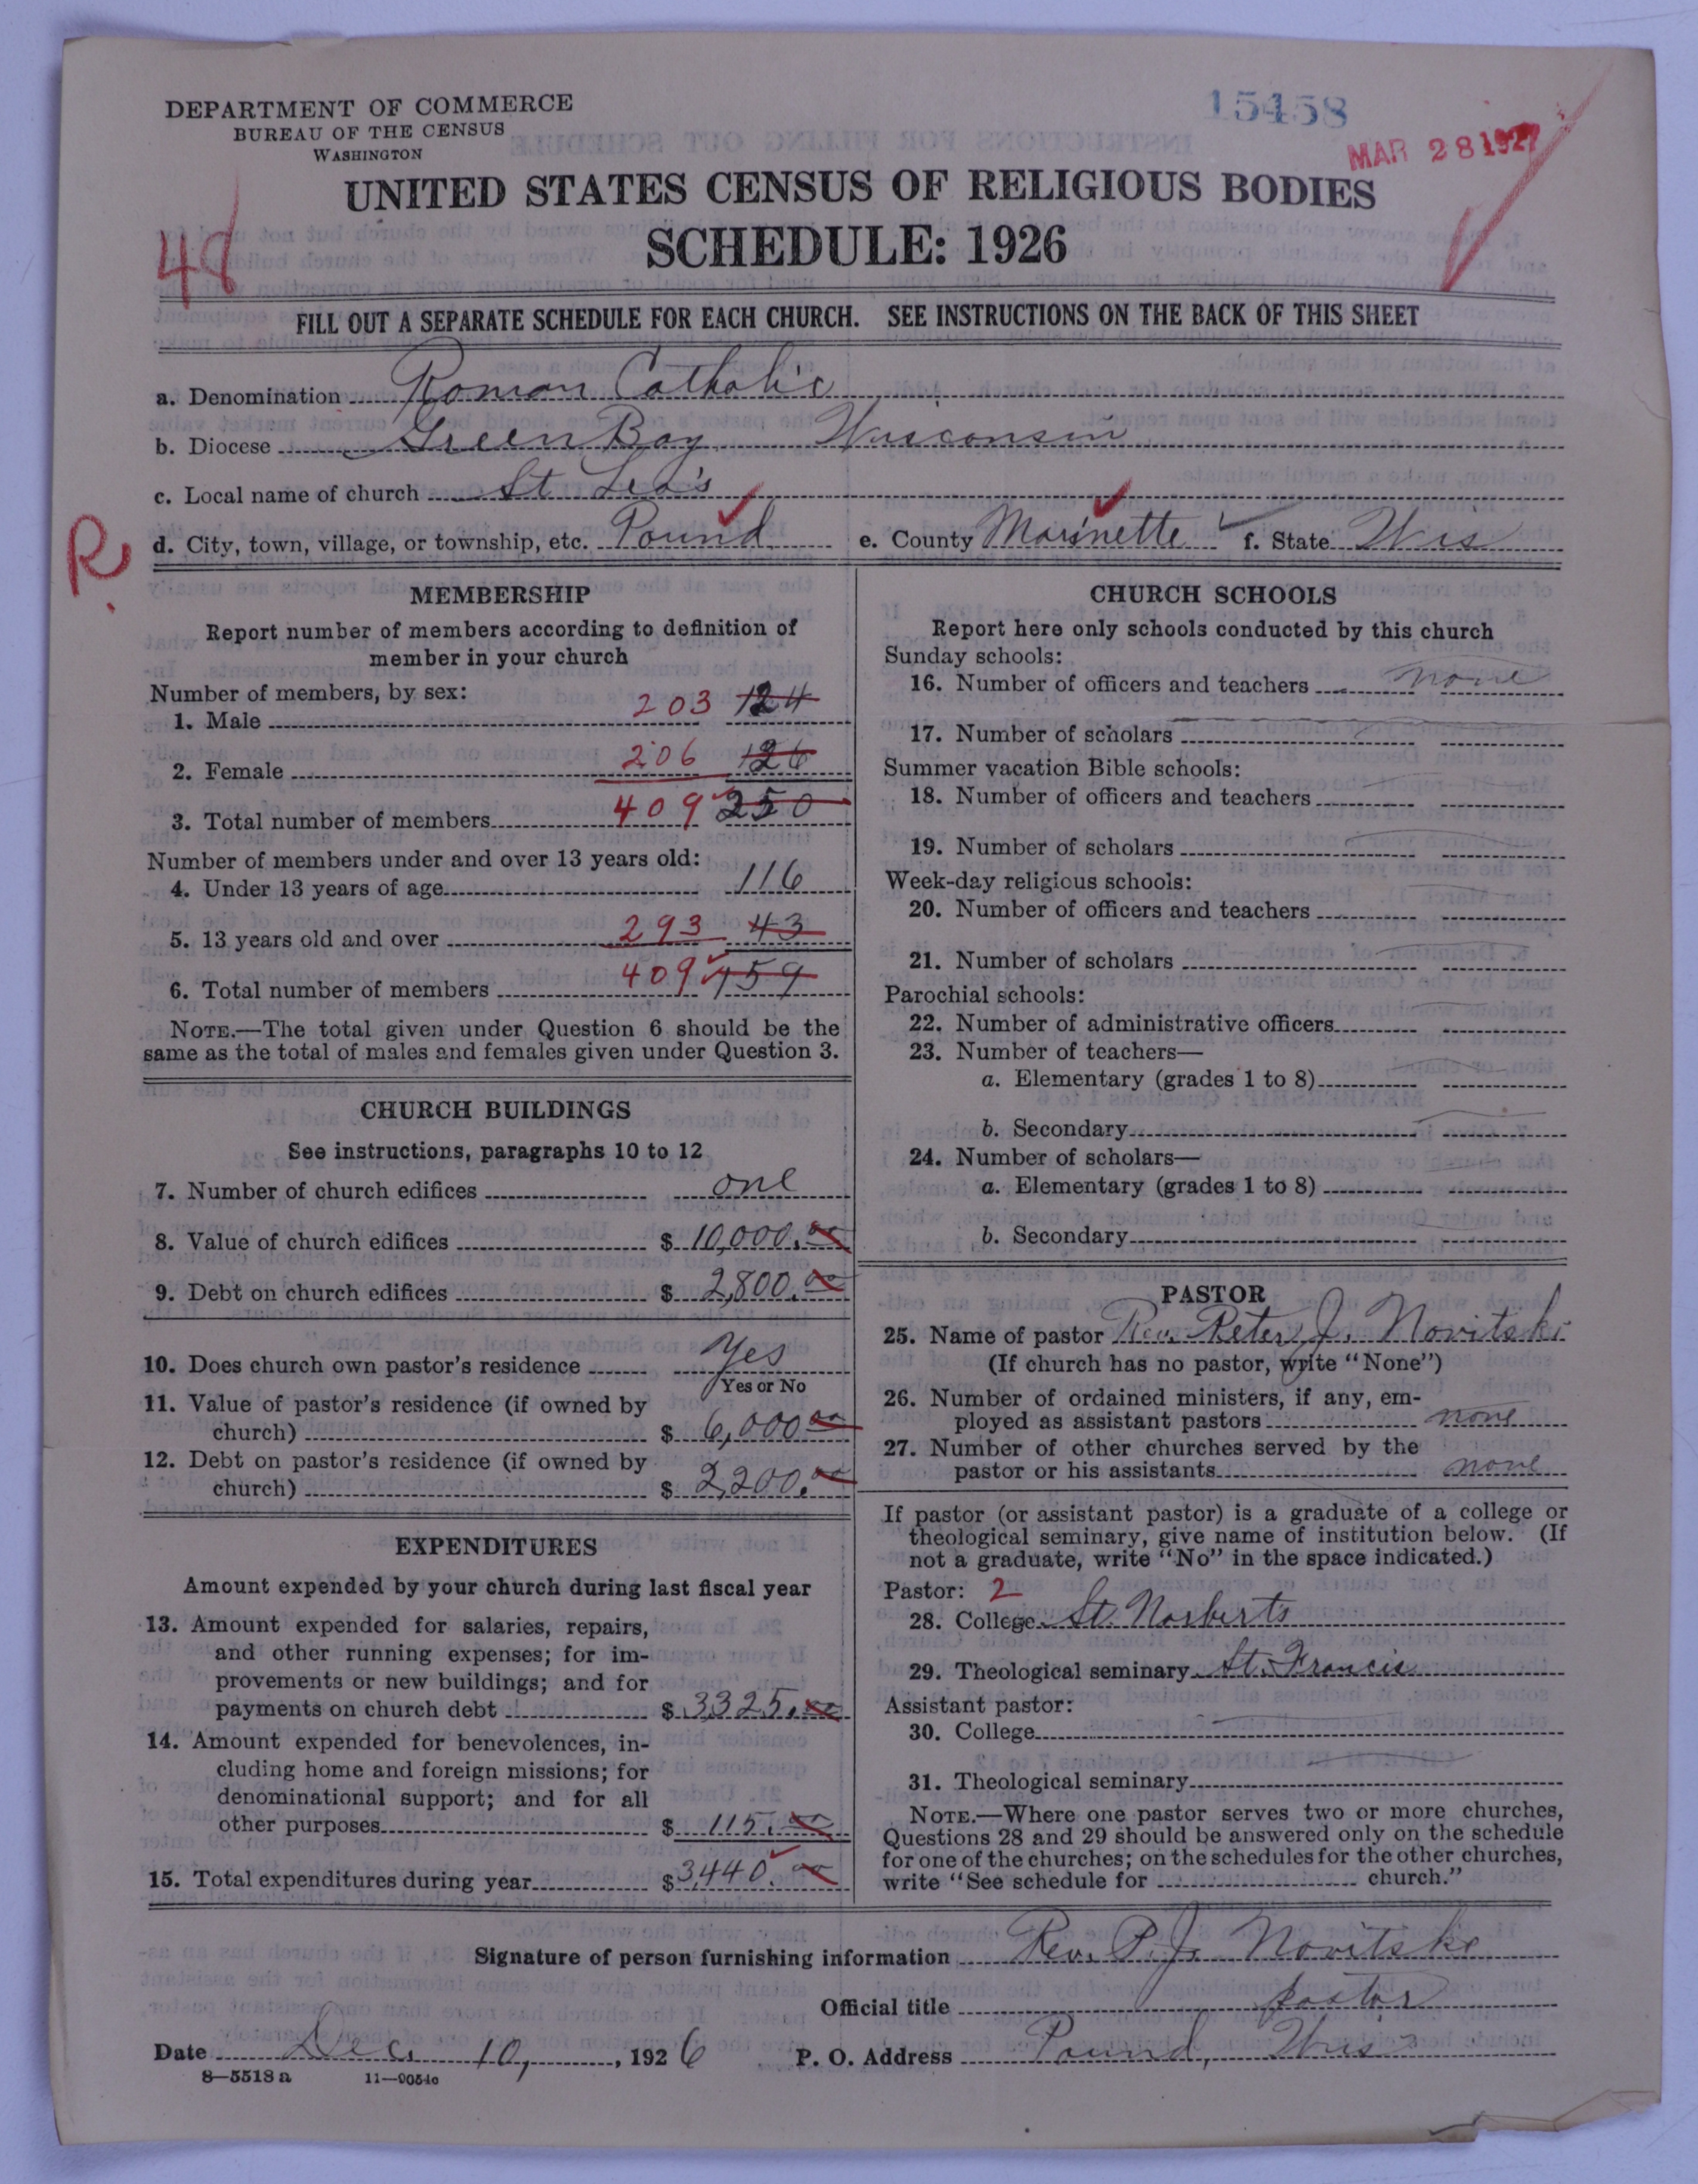 DEPARTMENT OF COMMERCE
BUREAU OF THE CENSUS
WASHINGTON
15458
MAR 28 1927
UNITED STATES CENSUS OF RELIGIOUS BODIES
SCHEDULE: 1926
48
FILL OUT A SEPARATE SCHEDULE FOR EACH CHURCH. SEE INSTRUCTIONS ON THE BACK OF THIS SHEET
a. Denomination Roman Catholic
b. Diocese Green Bay Wisconsin
c. Local name of church St Leo's
R.
d. City, town, village, or township, etc. Pound e. County Marinette f. State Wis
MEMBERSHIP
Report number of members according to definition of
member in your church
Number of members, by sex:
1. Male 203 124
2. Female 206 126
3. Total number of members 409 250
Number of members under and over 13 years old:
4. Under 13 years of age 116
5. 13 years old and over 293 43
6. Total number of members 409 159
NOTE.—The total given under Question 6 should be the
same as the total of males and females given under Question 3.
CHURCH BUILDINGS
See instructions, paragraphs 10 to 12
7. Number of church edifices one
8. Value of church edifices $ 10,000.00
9. Debt on church edifices $ 2,800.00
10. Does church own pastor's residence Yes
Yes or No
11. Value of pastor's residence (if owned by
church) $ 6,000.00
12. Debt on pastor's residence (if owned by
church) $ 2,200.00
EXPENDITURES
Amount expended by your church during last fiscal year
13. Amount expended for salaries, repairs,
and other running expenses; for im-
provements or new buildings; and for
payments on church debt $ 3325.00
14. Amount expended for benevolences, in-
cluding home and foreign missions; for
denominational support; and for all
other purposes $ 115.00
15. Total expenditures during year $ 3,440.00
CHURCH SCHOOLS
Report here only schools conducted by this church
Sunday schools:
16. Number of officers and teachers none
17. Number of scholars
Summer vacation Bible schools:
18. Number of officers and teachers
19. Number of scholars
Week-day religious schools:
20. Number of officers and teachers
21. Number of scholars
Parochial schools:
22. Number of administrative officers
23. Number of teachers—
a. Elementary (grades 1 to 8)
b. Secondary
24. Number of scholars—
a. Elementary (grades 1 to 8)
b. Secondary
PASTOR
25. Name of pastor Rev. Peter J. Novitski
(If church has no pastor, write "None")
26. Number of ordained ministers, if any, em-
ployed as assistant pastors none
27. Number of other churches served by the
pastor or his assistants none
If pastor (or assistant pastor) is a graduate of a college or
theological seminary, give name of institution below. (If
not a graduate, write "No" in the space indicated.)
Pastor: 2
28. College St. Norberts
29. Theological seminary St. Francis
Assistant pastor:
30. College
31. Theological seminary
NOTE.—Where one pastor serves two or more churches,
Questions 28 and 29 should be answered only on the schedule
for one of the churches; on the schedules for the other churches,
write "See schedule for church."
Signature of person furnishing information Rev. P. J. Novitski
Official title pastor
Date Dec. 10, , 1926 P. O. Address Pound, Wis
8—5518 a 11—9054c